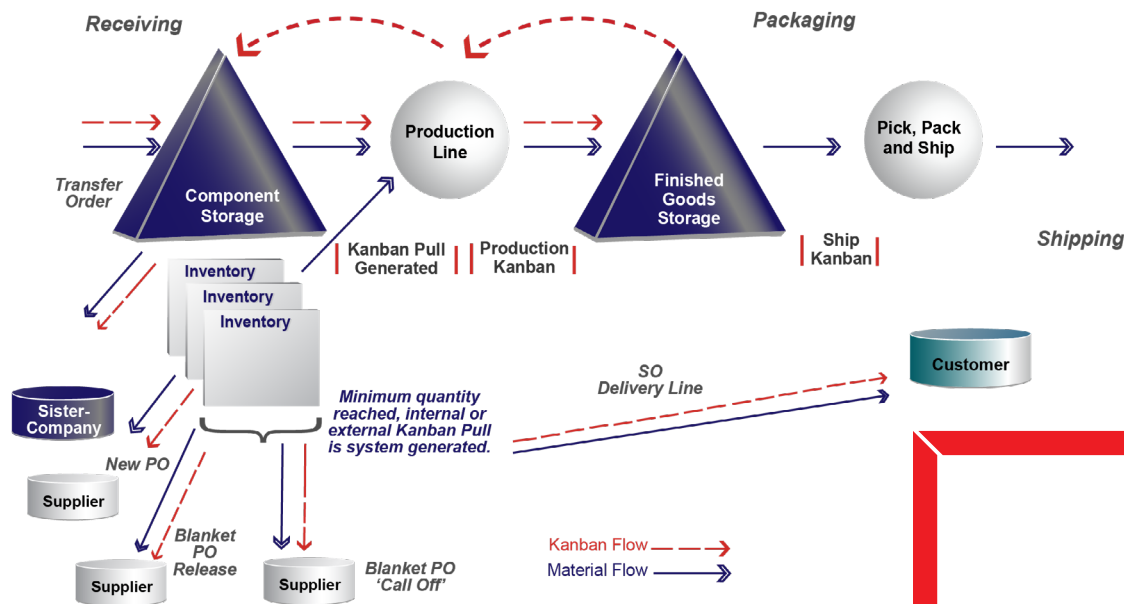 Receiving
Packaging
Production
Line
Pick, Pack
and Ship
Transfer
Order
Component
Storage
Finished
Goods
Storage
Kanban Pull
Generated
Production
Kanban
Ship
Kanban
Shipping
Inventory
Inventory
Inventory
Customer
SO
Delivery Line
Minimum quantity
reached, internal or
external Kanban Pull
is system generated.
Sister-
Company
New PO
Supplier
Blanket
PO
Release
Supplier
Supplier
Blanket PO
‘Call Off’
Kanban Flow
Material Flow